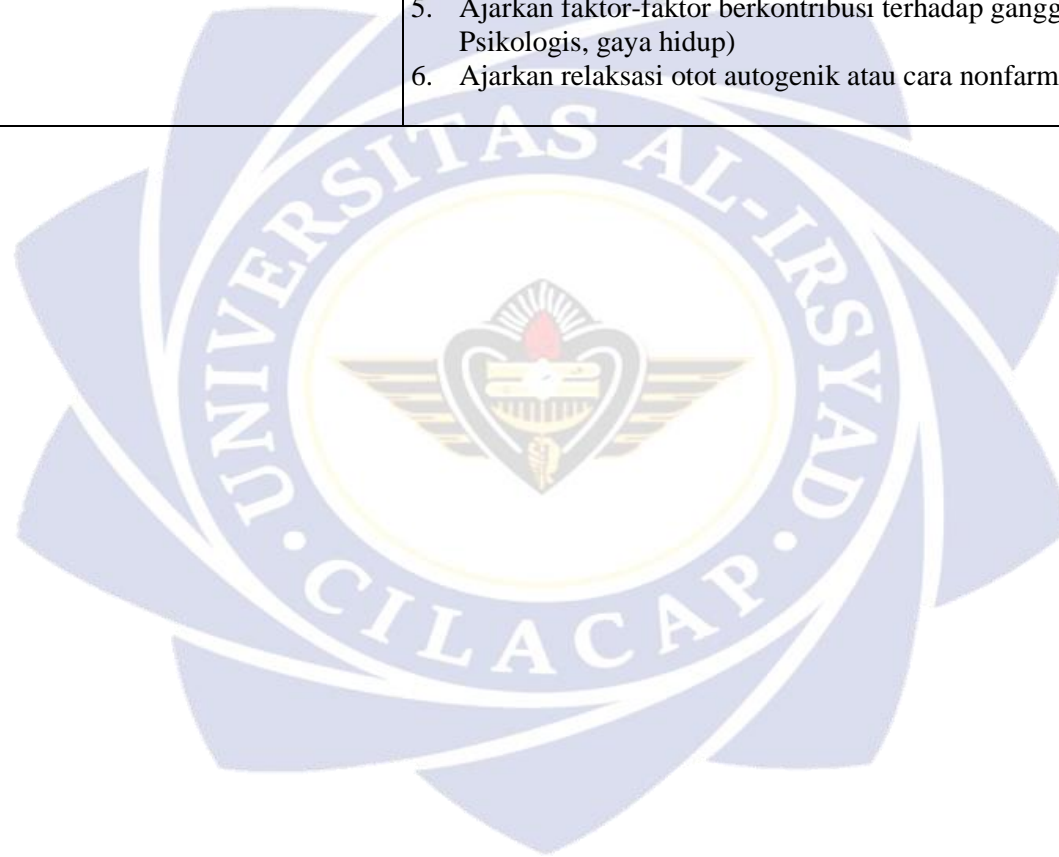 5. Ajarkan faktor-faktor berkontribusi terhadap gangg
Psikologis, gaya hidup)
6. Ajarkan relaksasi otot autogenik atau cara nonfarm
UNIVERSITAS AL-IRSYAD
CILACAP